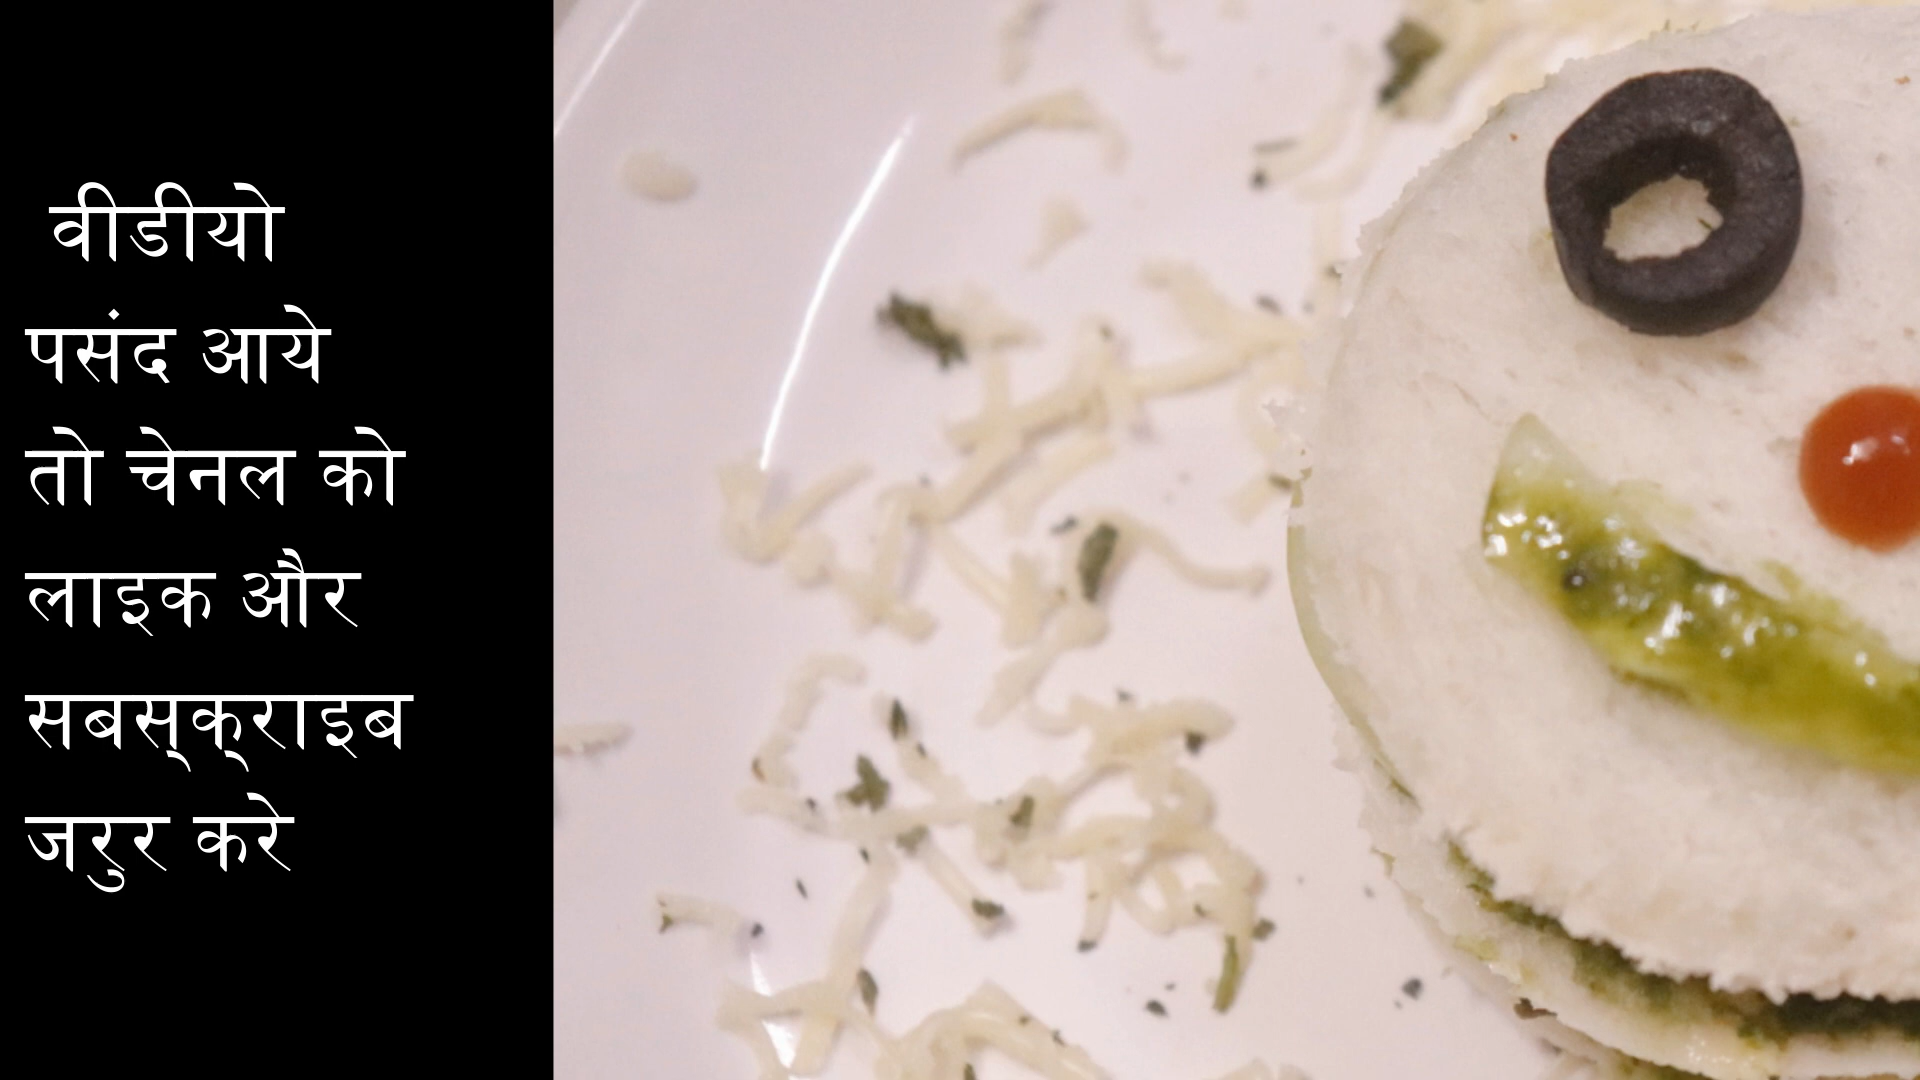 वीडीयो
पसंद आये
तो चेनल को
लाइक और
सबस्क्राइब
जरुर करे